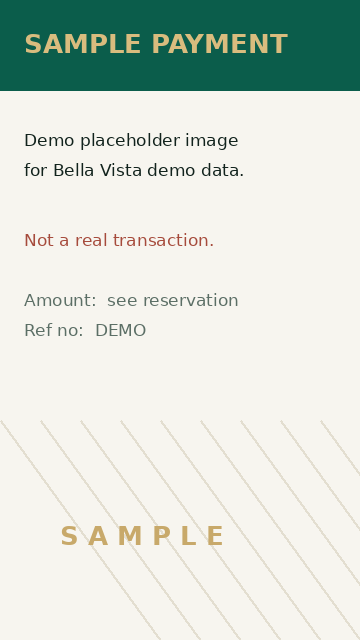 SAMPLE PAYMENT
Demo placeholder image
for Bella Vista demo data.
Not a real transaction.
Amount:  see reservation
Ref no:  DEMO
SAMPLE